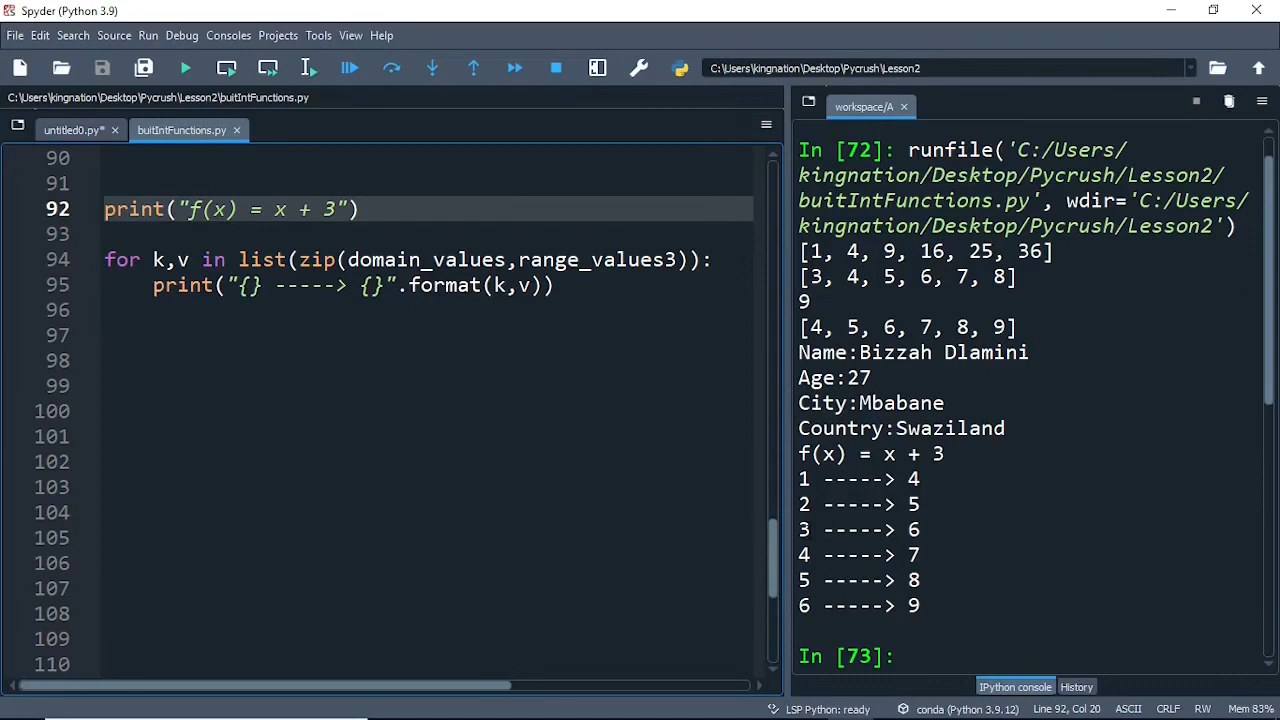 Spyder (Python 3.9)
File Edit Search Source Run Debug Consoles Projects Tools View Help
C:\Users\kingnation\Desktop\Pycrush\Lesson2
C:\Users\kingnation\Desktop\Pycrush\Lesson2\buitIntFunctions.py
untitled0.py* buitIntFunctions.py
90
91
92 print("f(x) = x + 3")
93
94 for k,v in list(zip(domain_values,range_values3)):
95 print("{} -----> {}".format(k,v))
96
97
98
99
100
101
102
103
104
105
106
107
108
109
110
workspace/A
In [72]: runfile('C:/Users/
kingnation/Desktop/Pycrush/Lesson2/
buitIntFunctions.py', wdir='C:/Users/
kingnation/Desktop/Pycrush/Lesson2')
[1, 4, 9, 16, 25, 36]
[3, 4, 5, 6, 7, 8]
9
[4, 5, 6, 7, 8, 9]
Name:Bizzah Dlamini
Age:27
City:Mbabane
Country:Swaziland
f(x) = x + 3
1 -----> 4
2 -----> 5
3 -----> 6
4 -----> 7
5 -----> 8
6 -----> 9
In [73]:
IPython console History
LSP Python: ready conda (Python 3.9.12) Line 92, Col 20 ASCII CRLF RW Mem 83%